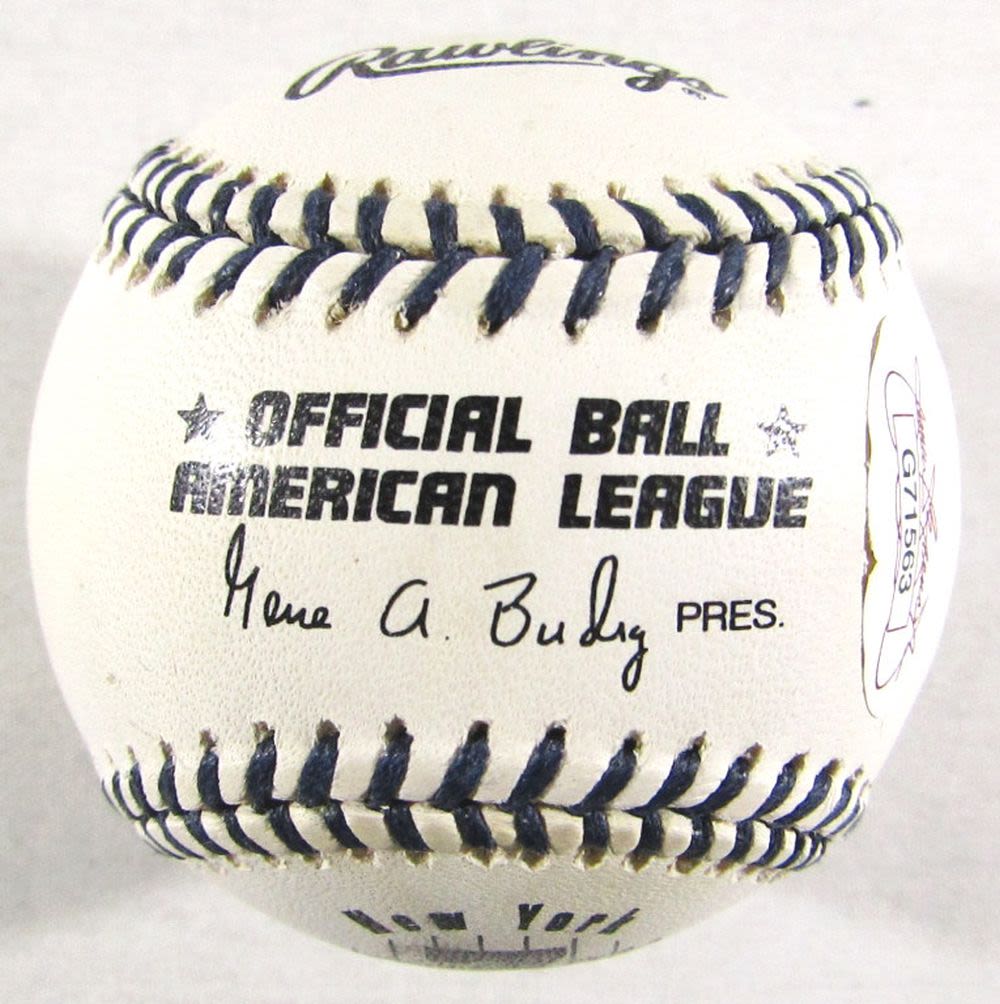 Rawlings
OFFICIAL BALL
AMERICAN LEAGUE
Gene A. Budig PRES.
G71563
New York